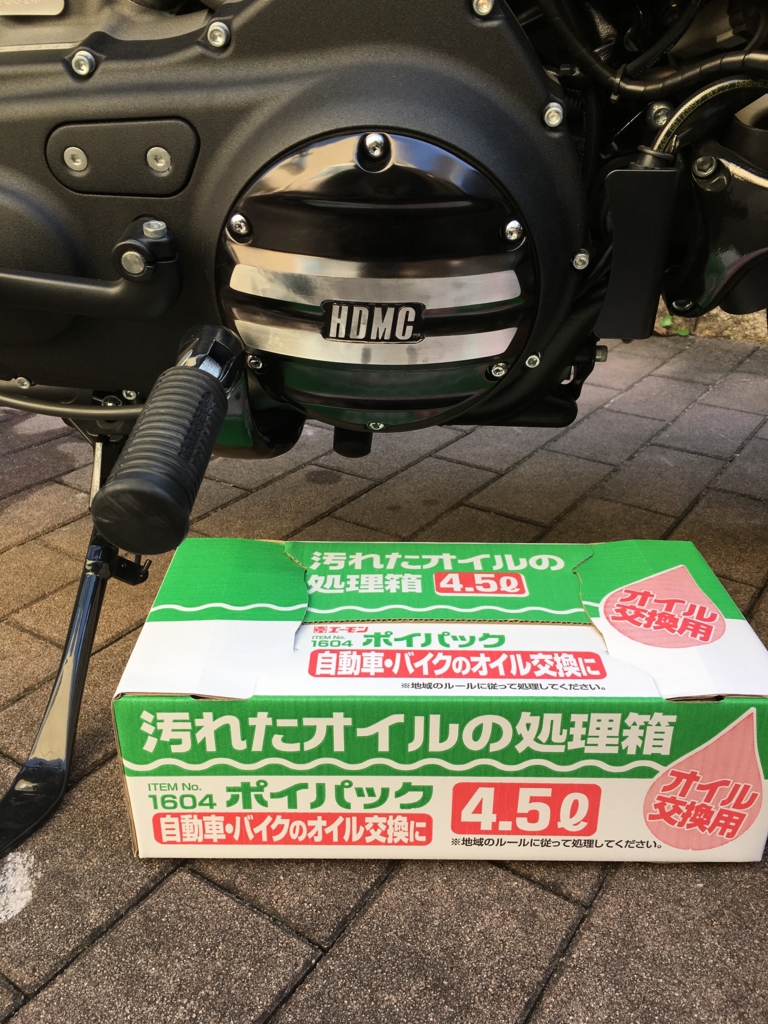 HDMC
汚れたオイルの
処理箱 4.5ℓ
エーモン
ITEM No.
1604 ポイパック
自動車・バイクのオイル交換に
※地域のルールに従って処理してください。
オイル
交換用
汚れたオイルの処理箱
ITEM No.
1604 ポイパック
4.5ℓ
自動車・バイクのオイル交換に
※地域のルールに従って処理してください。
オイル
交換用